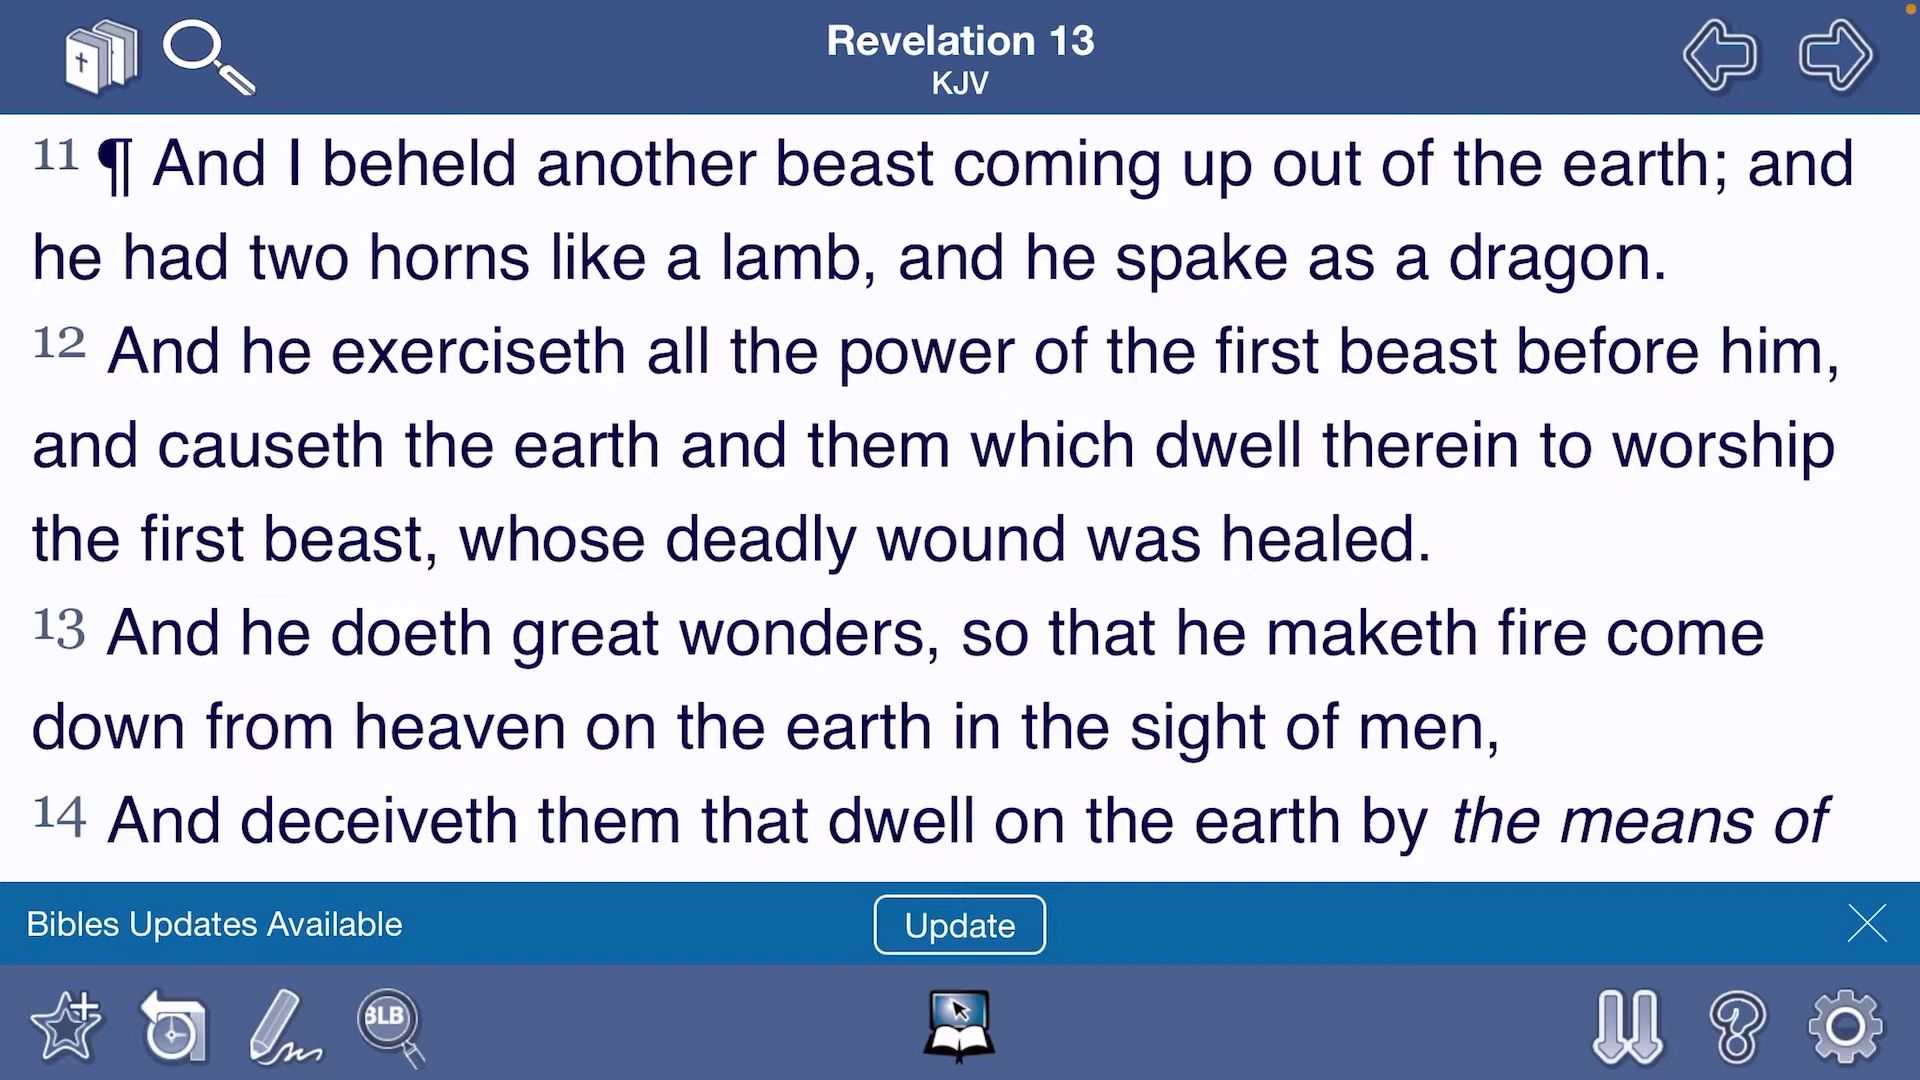 Revelation 13
KJV
11 ¶ And I beheld another beast coming up out of the earth; and
he had two horns like a lamb, and he spake as a dragon.
12 And he exerciseth all the power of the first beast before him,
and causeth the earth and them which dwell therein to worship
the first beast, whose deadly wound was healed.
13 And he doeth great wonders, so that he maketh fire come
down from heaven on the earth in the sight of men,
14 And deceiveth them that dwell on the earth by the means of
Bibles Updates Available
Update
BLB